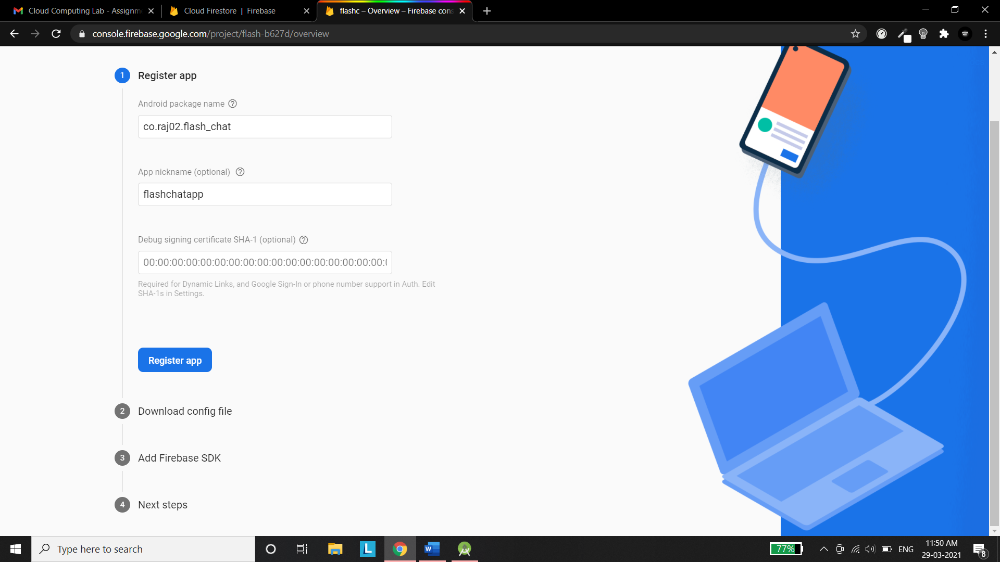 Cloud Computing Lab - Assignm
Cloud Firestore | Firebase
flashc – Overview – Firebase cons
console.firebase.google.com/project/flash-b627d/overview
1 Register app
Android package name ?
co.raj02.flash_chat
App nickname (optional) ?
flashchatapp
Debug signing certificate SHA-1 (optional) ?
00:00:00:00:00:00:00:00:00:00:00:00:00:00:00:00:00:0
Required for Dynamic Links, and Google Sign-In or phone number support in Auth. Edit
SHA-1s in Settings.
Register app
2 Download config file
3 Add Firebase SDK
4 Next steps
Type here to search
L
W
77%
ENG
11:50 AM
29-03-2021
8